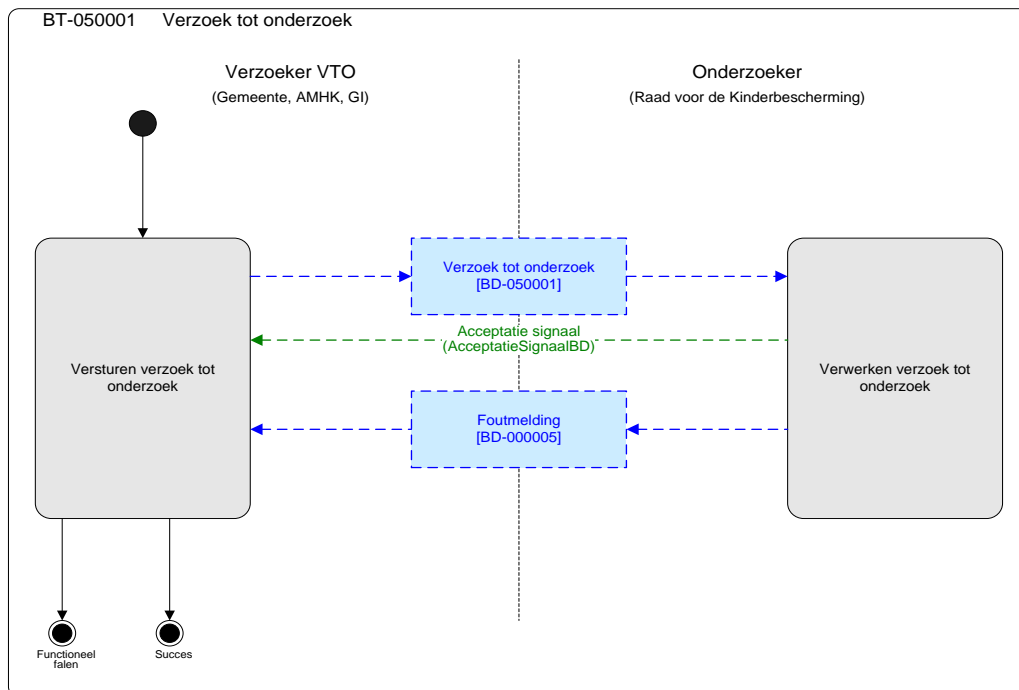 BT-050001 Verzoek tot onderzoek
Verzoeker VTO
(Gemeente, AMHK, GI)
Onderzoeker
(Raad voor de Kinderbescherming)
Verzoek tot onderzoek
[BD-050001]
Acceptatie signaal
(AcceptatieSignaalBD)
Versturen verzoek tot
onderzoek
Verwerken verzoek tot
onderzoek
Foutmelding
[BD-000005]
Functioneel
falen
Succes